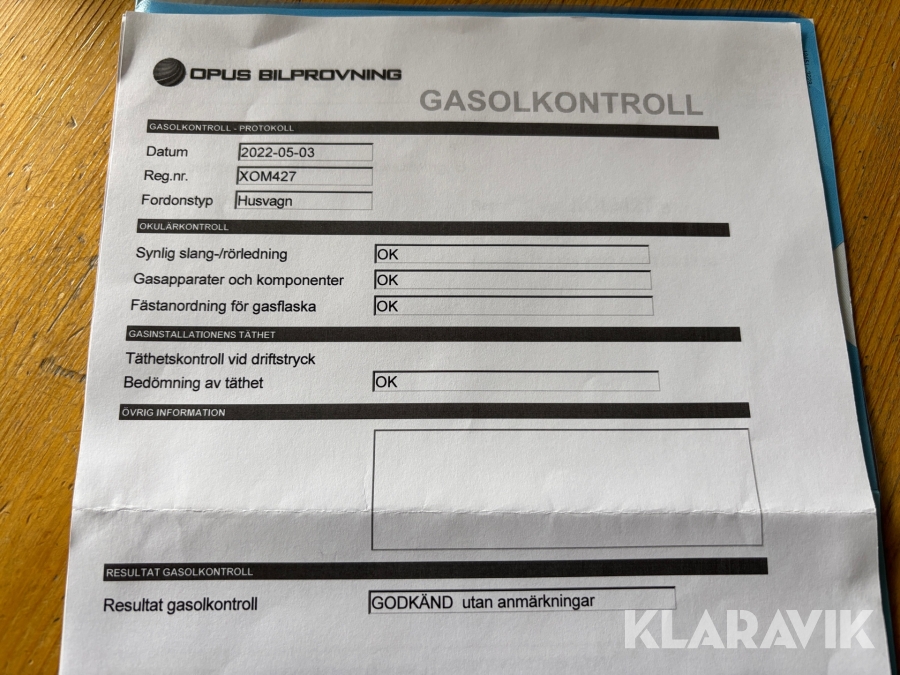 OPUS BILPROVNING
GASOLKONTROLL
GASOLKONTROLL - PROTOKOLL
Datum 2022-05-03
Reg.nr. XOM427
Fordonstyp Husvagn
OKULÄRKONTROLL
Synlig slang-/rörledning OK
Gasapparater och komponenter OK
Fästanordning för gasflaska OK
GASINSTALLATIONENS TÄTHET
Täthetskontroll vid driftstryck
Bedömning av täthet OK
ÖVRIG INFORMATION
RESULTAT GASOLKONTROLL
Resultat gasolkontroll GODKÄND utan anmärkningar
KLARAVIK